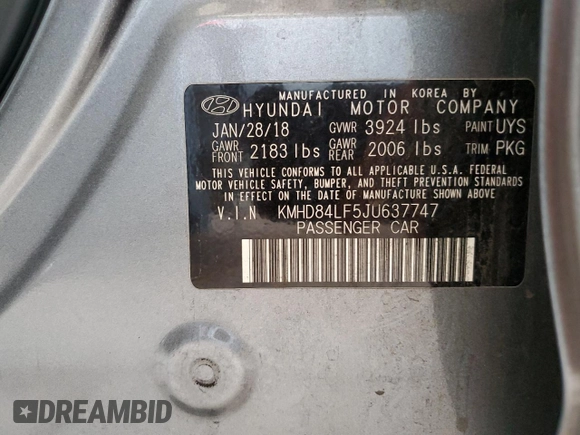 MANUFACTURED IN KOREA BY
HYUNDAI MOTOR COMPANY
JAN/28/18 GVWR 3924 lbs PAINT UYS
GAWR FRONT 2183 lbs GAWR REAR 2006 lbs TRIM PKG
THIS VEHICLE CONFORMS TO ALL APPLICABLE U.S.A. FEDERAL
MOTOR VEHICLE SAFETY, BUMPER, AND THEFT PREVENTION STANDARDS
IN EFFECT ON THE DATE OF MANUFACTURE SHOWN ABOVE
V.I.N KMHD84LF5JU637747
PASSENGER CAR
DREAMBID